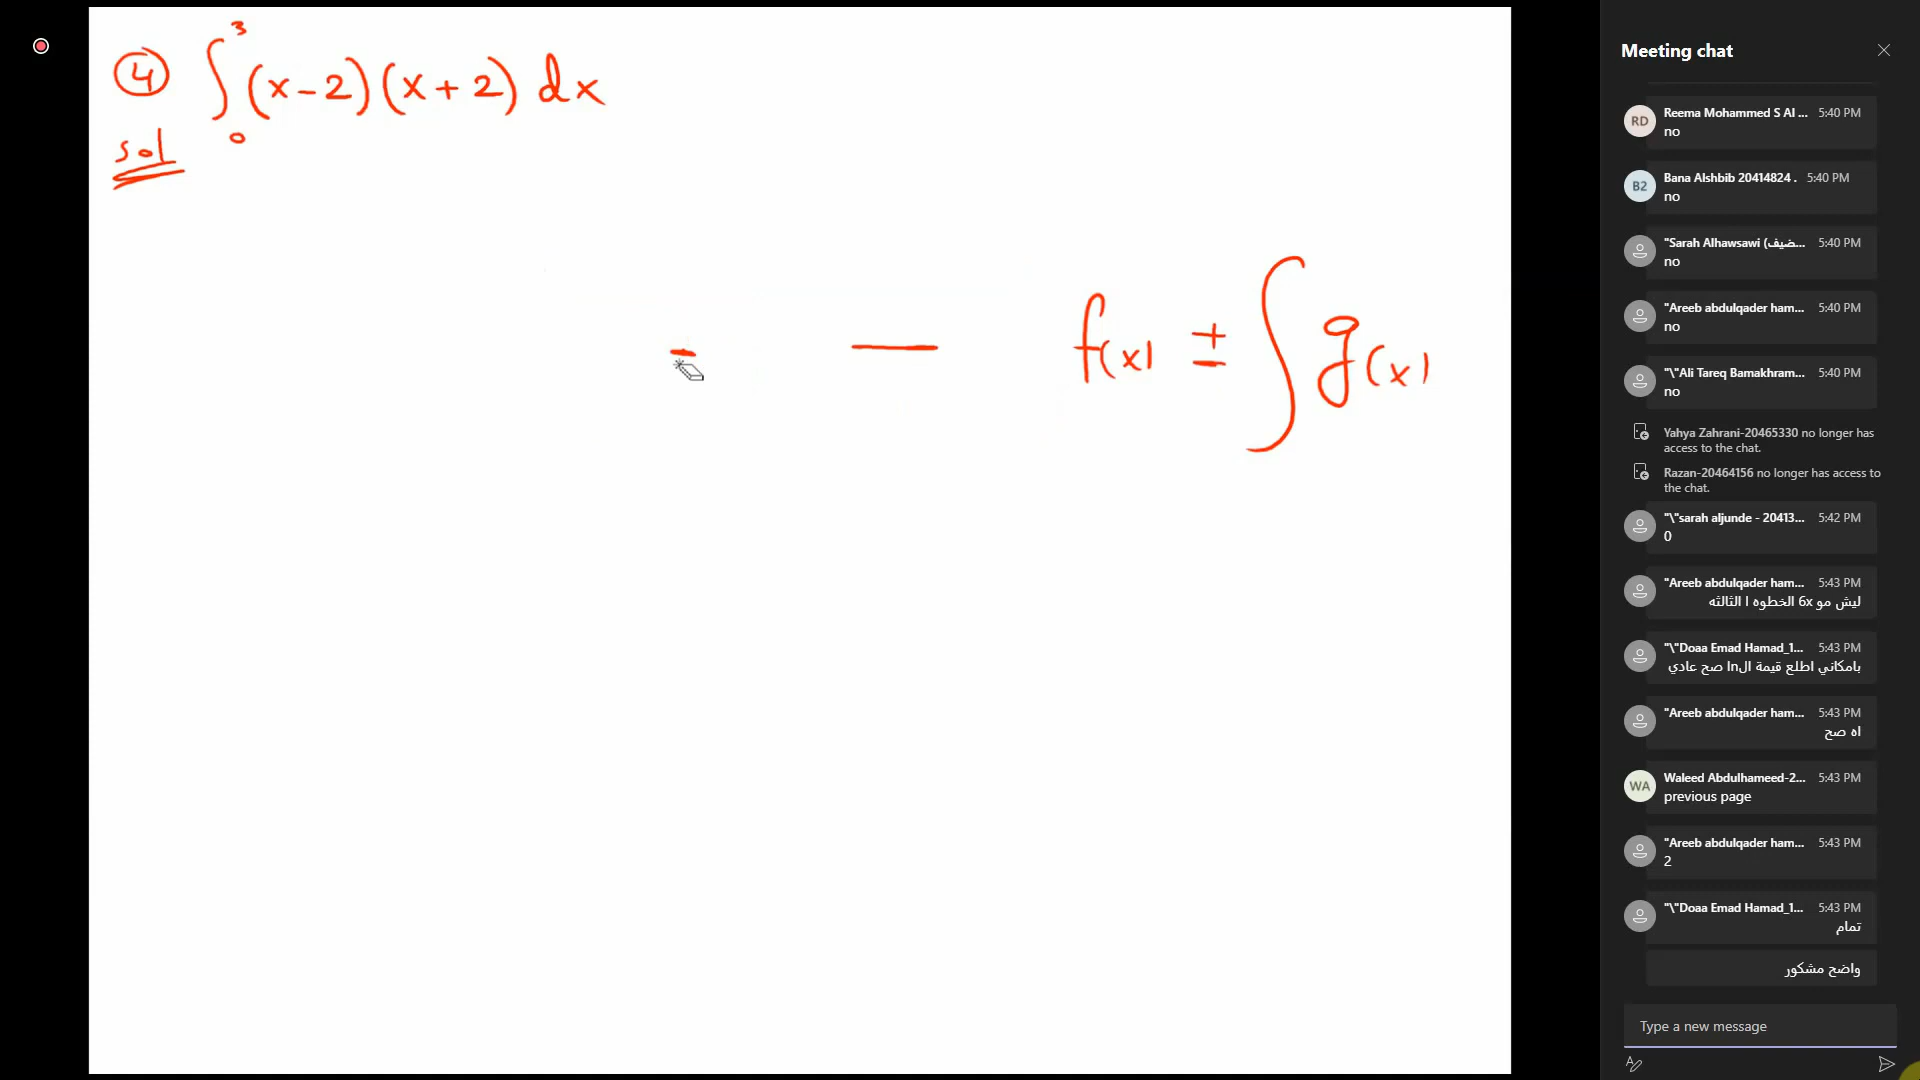 ④ ∫₀³ (x-2)(x+2) dx
sol
- — f(x) ± ∫ g(x)
Meeting chat
RD
Reema Mohammed S Al ... 5:40 PM
no
B2
Bana Alshbib 20414824 . 5:40 PM
no
"Sarah Alhawsawi (ضيف... 5:40 PM
no
"Areeb abdulqader ham... 5:40 PM
no
"\"Ali Tareq Bamakhram... 5:40 PM
no
Yahya Zahrani-20465330 no longer has
access to the chat.
Razan-20464156 no longer has access to
the chat.
"\"sarah aljunde - 20413... 5:42 PM
0
"Areeb abdulqader ham... 5:43 PM
ليش مو 6x الخطوه ا الثالثه
"\"Doaa Emad Hamad_1... 5:43 PM
بامكاني اطلع قيمة الln صح عادي
"Areeb abdulqader ham... 5:43 PM
اه صح
WA
Waleed Abdulhameed-2... 5:43 PM
previous page
"Areeb abdulqader ham... 5:43 PM
2
"\"Doaa Emad Hamad_1... 5:43 PM
تمام
واضح مشكور
Type a new message